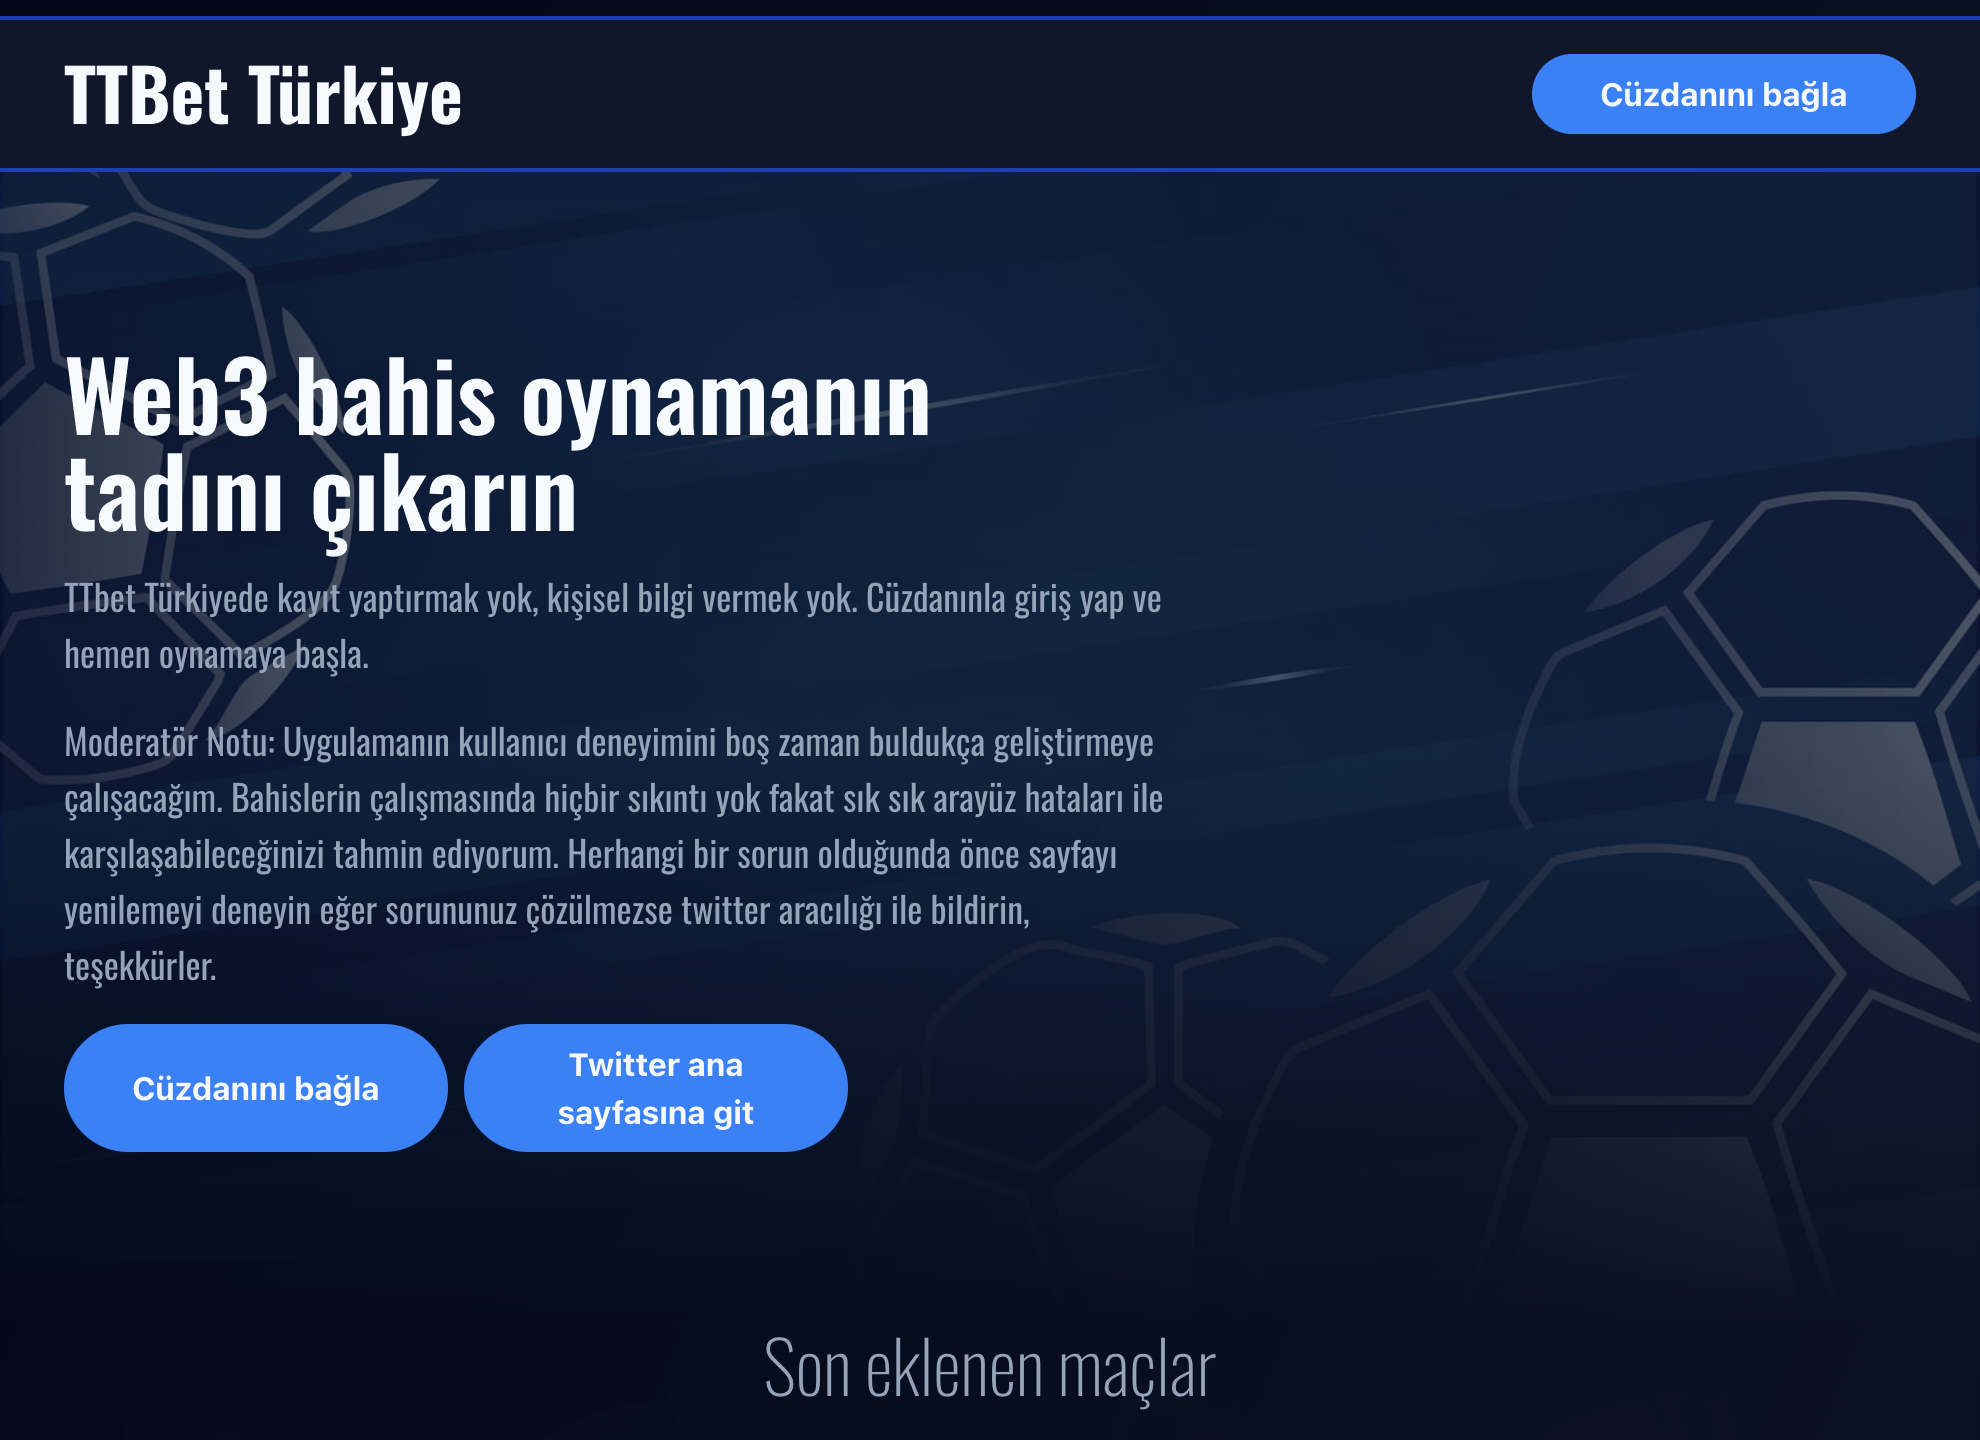 TTBet Türkiye
Cüzdanını bağla
Web3 bahis oynamanın
tadını çıkarın
TTbet Türkiyede kayıt yaptırmak yok, kişisel bilgi vermek yok. Cüzdanınla giriş yap ve
hemen oynamaya başla.
Moderatör Notu: Uygulamanın kullanıcı deneyimini boş zaman buldukça geliştirmeye
çalışacağım. Bahislerin çalışmasında hiçbir sıkıntı yok fakat sık sık arayüz hataları ile
karşılaşabileceğinizi tahmin ediyorum. Herhangi bir sorun olduğunda önce sayfayı
yenilemeyi deneyin eğer sorununuz çözülmezse twitter aracılığı ile bildirin,
teşekkürler.
Cüzdanını bağla
Twitter ana
sayfasına git
Son eklenen maçlar